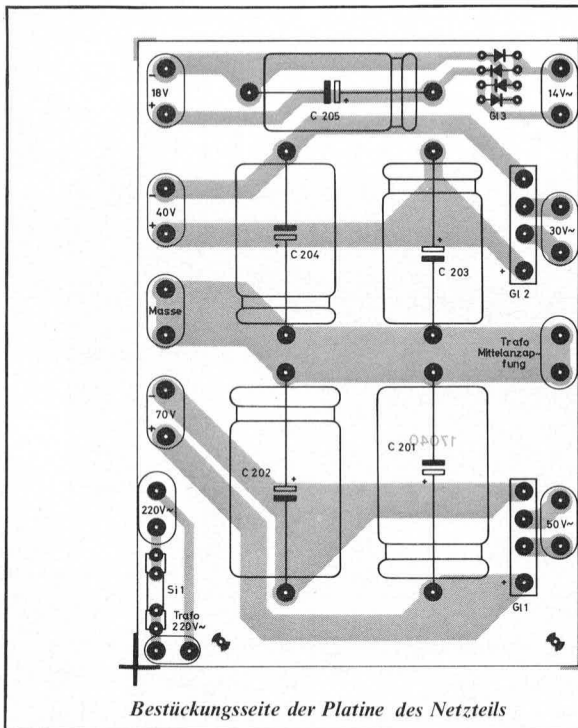 18V
- +
C 205
+
Gl 3
14V~
40V
- +
C 204
+
C 203
+
30V~
+
Gl 2
Masse
Trafo
Mittelanzap-
fung
70V
- +
17040
C 201
+
C 202
+
220V~
50V~
Si 1
Trafo
220V~
+
Gl 1
Bestückungsseite der Platine des Netzteils